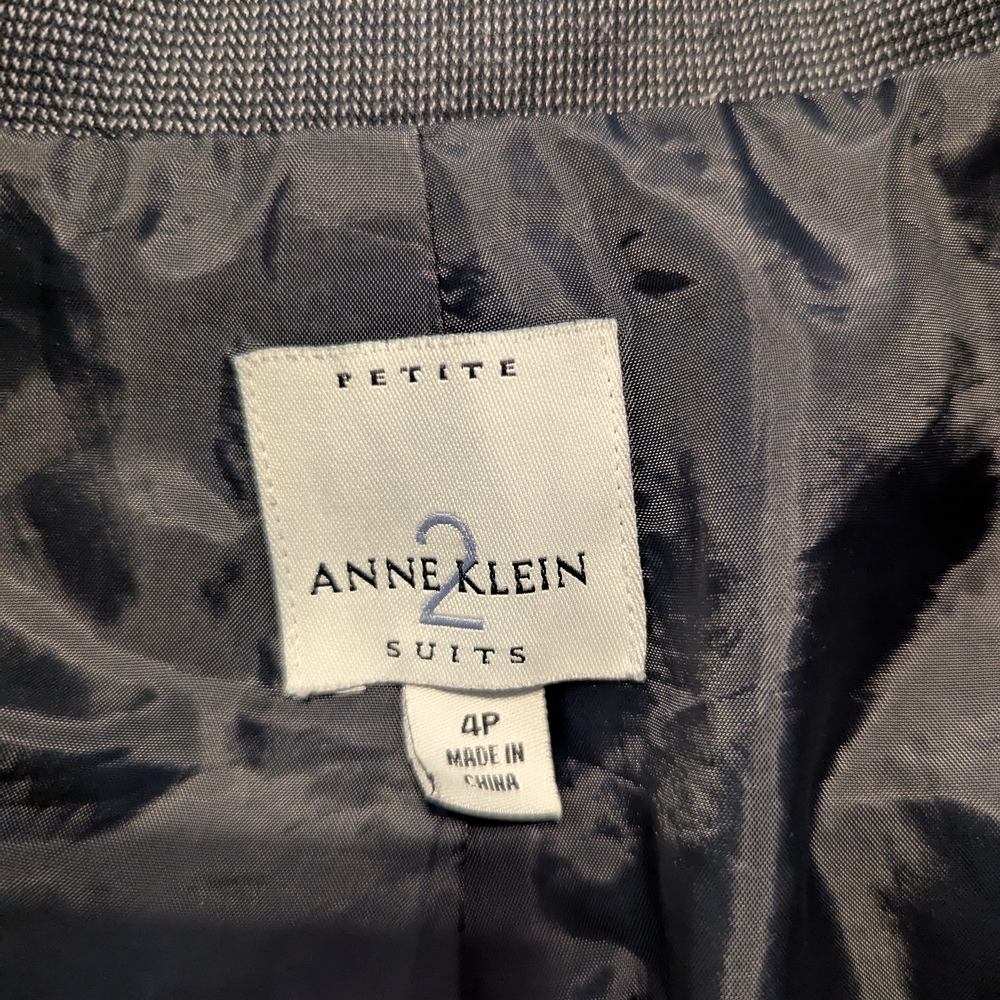 PETITE
2
ANNE KLEIN
SUITS
4P
MADE IN
CHINA